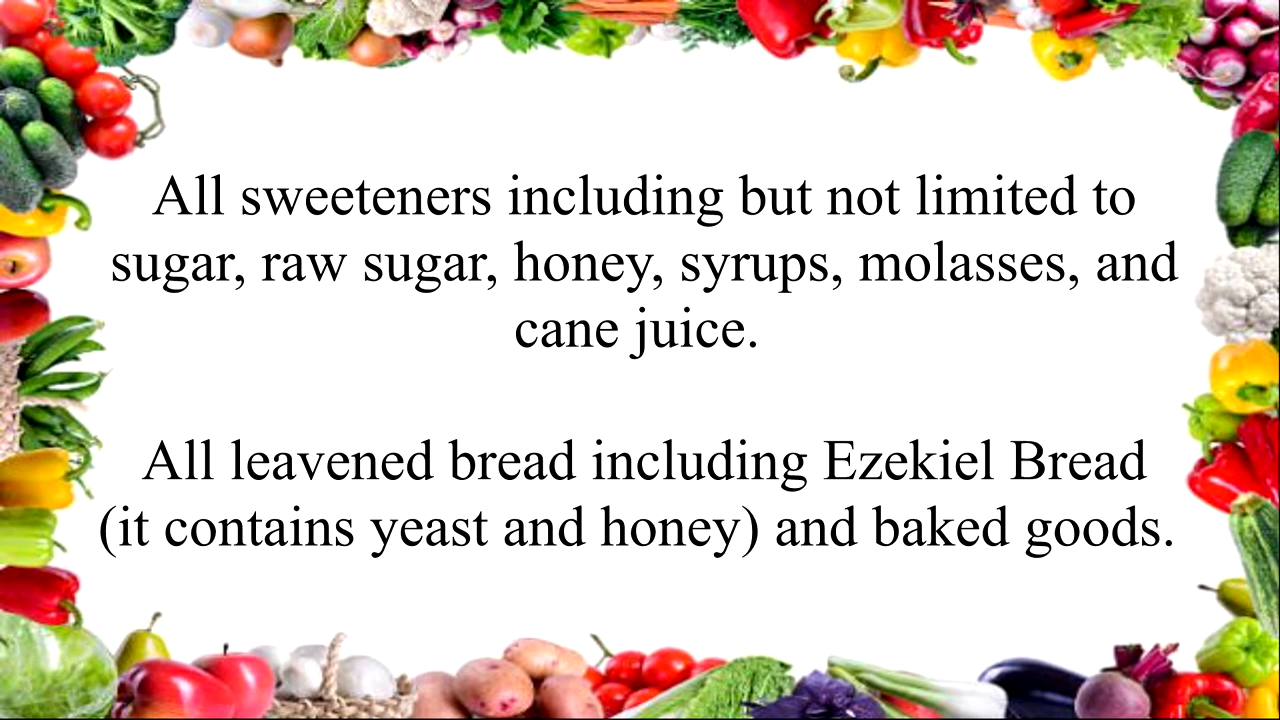 All sweeteners including but not limited to
sugar, raw sugar, honey, syrups, molasses, and
cane juice.
All leavened bread including Ezekiel Bread
(it contains yeast and honey) and baked goods.